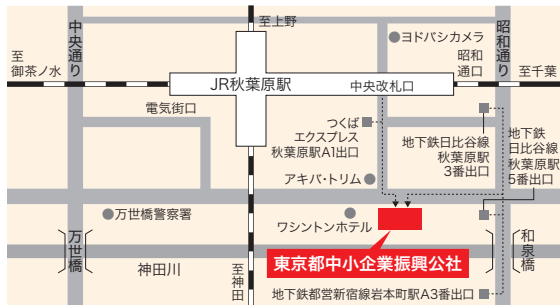 至上野
中央通り
昭和通り
ヨドバシカメラ
至
御茶ノ水
昭和
通口
至千葉
JR秋葉原駅
中央改札口
電気街口
つくば
エクスプレス
秋葉原駅A1出口
地下鉄日比谷線
秋葉原駅
3番出口
地下鉄
日比谷線
秋葉原駅
5番出口
アキバ・トリム
万世橋警察署
ワシントンホテル
万世橋
神田川
至神田
東京都中小企業振興公社
和泉橋
地下鉄都営新宿線岩本町駅A3番出口